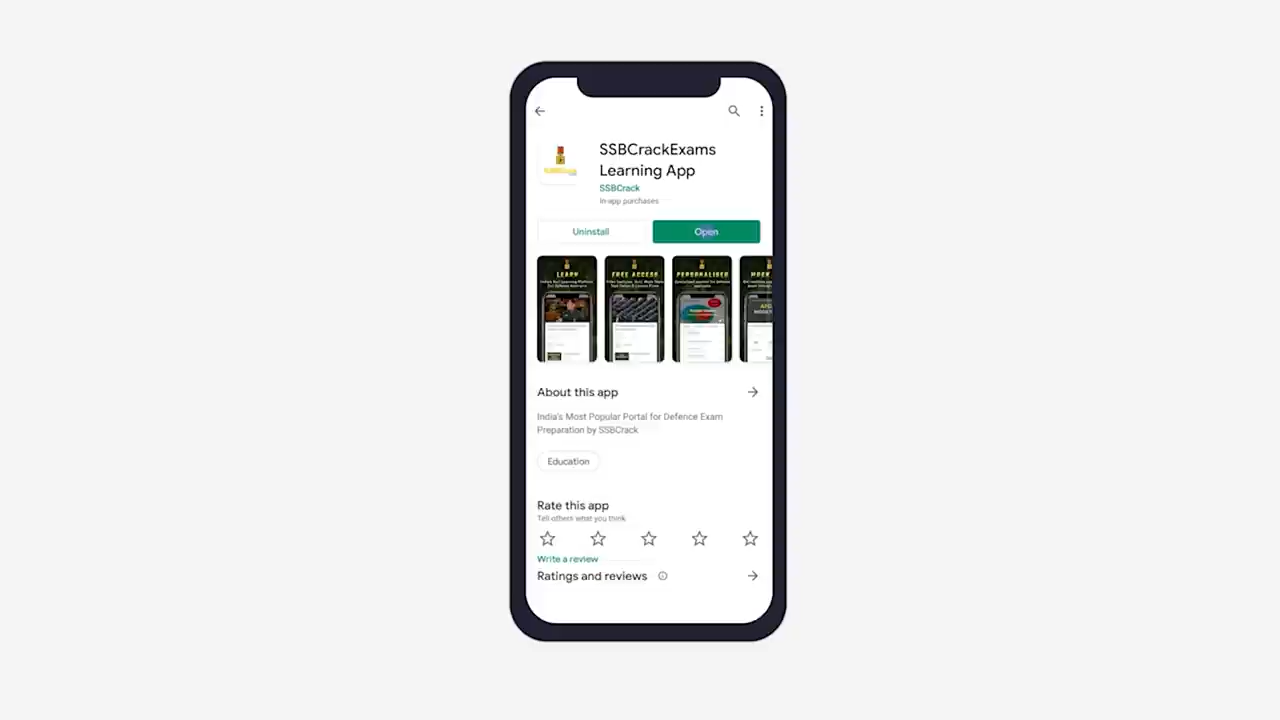 SSBCrackExams
Learning App
SSBCrack
In-app purchases
Uninstall
Open
LEARN
FREE ACCESS
PERSONALISED
About this app
India's Most Popular Portal for Defence Exam
Preparation by SSBCrack
Education
Rate this app
Tell others what you think
Write a review
Ratings and reviews